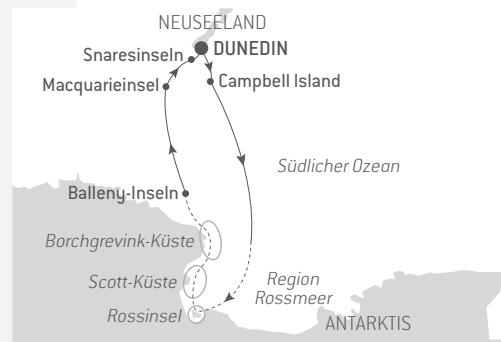 NEUSEELAND
Snaresinseln
DUNEDIN
Macquarieinsel
Campbell Island
Südlicher Ozean
Balleny-Inseln
Borchgrevink-Küste
Scott-Küste
Region
Rossmeer
Rossinsel
ANTARKTIS